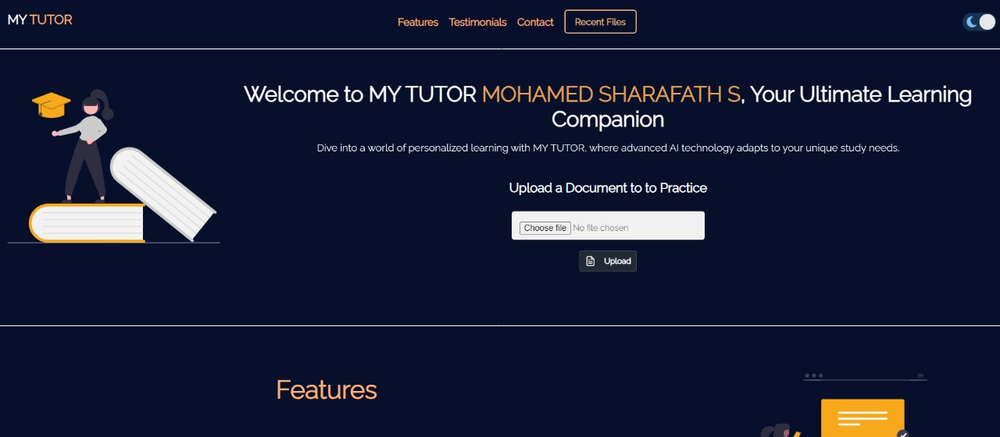 MY TUTOR
Features Testimonials Contact Recent Files
Welcome to MY TUTOR MOHAMED SHARAFATH S, Your Ultimate Learning
Companion
Dive into a world of personalized learning with MY TUTOR, where advanced AI technology adapts to your unique study needs.
Upload a Document to to Practice
Choose file No file chosen
Upload
Features